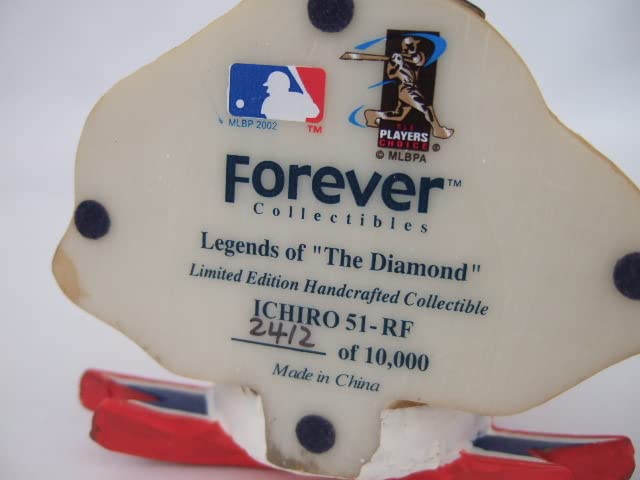 MLBP 2002 TM
THE
PLAYERS
CHOICE ®
© MLBPA
Forever™
Collectibles
Legends of "The Diamond"
Limited Edition Handcrafted Collectible
ICHIRO 51-RF
2412 of 10,000
Made in China